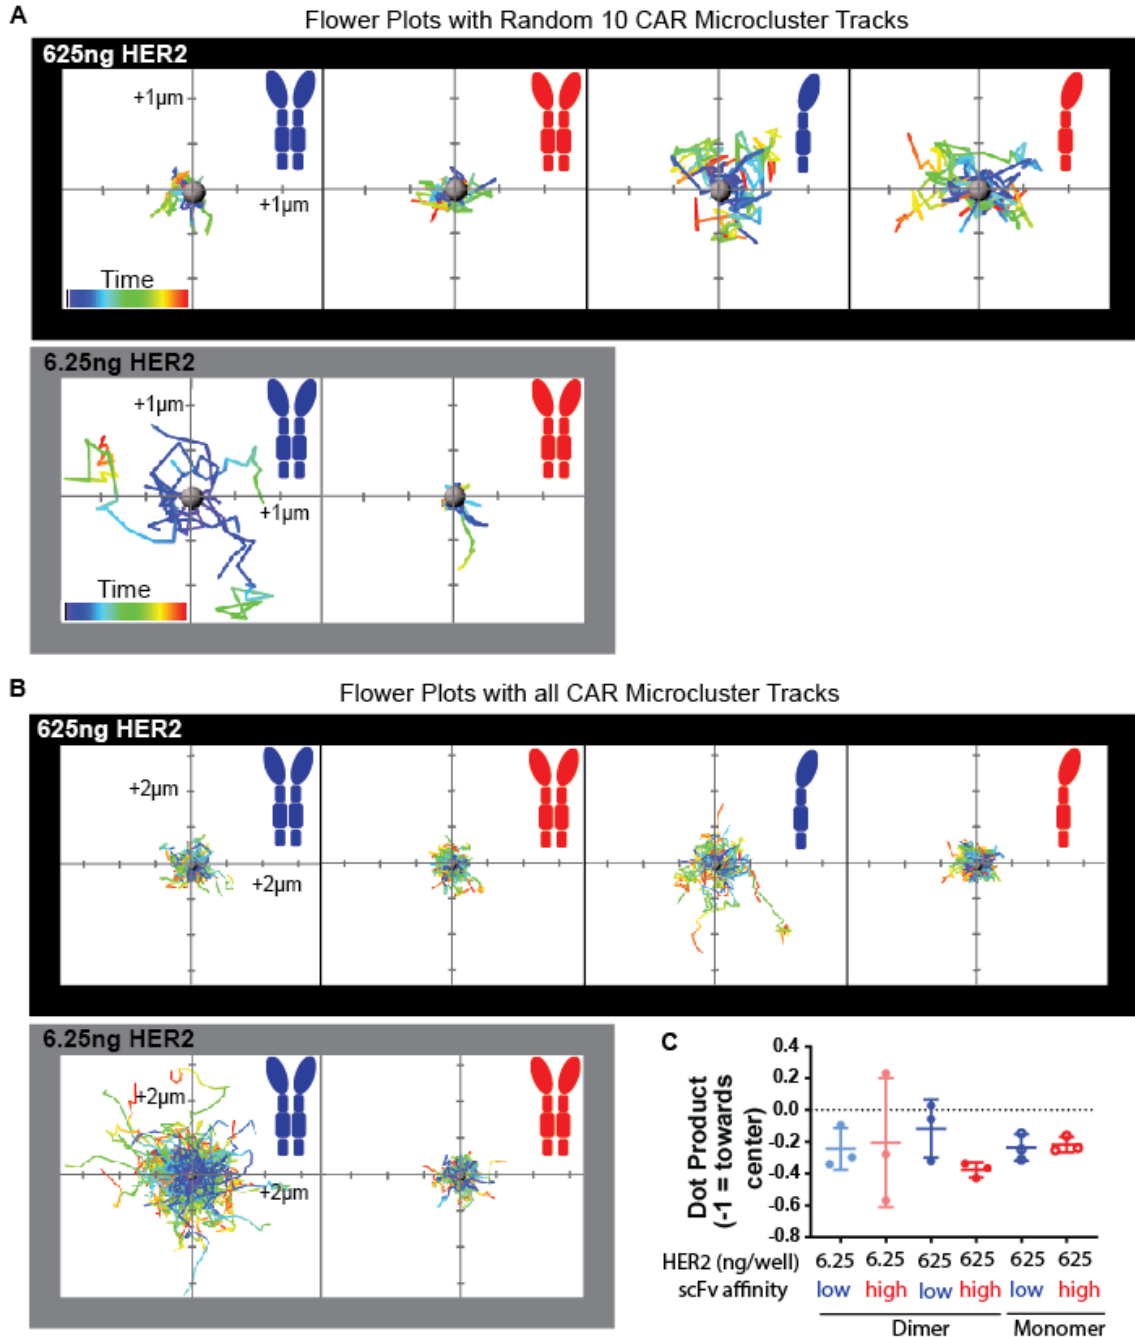 A
Flower Plots with Random 10 CAR Microcluster Tracks
625ng HER2
+1µm
+1µm
Time
6.25ng HER2
+1µm
+1µm
Time
B
Flower Plots with all CAR Microcluster Tracks
625ng HER2
+2µm
+2µm
6.25ng HER2
+2µm
+2µm
C
Dot Product
(-1 = towards
center)
0.4
0.2
0.0
-0.2
-0.4
-0.6
-0.8
HER2 (ng/well) 6.25 6.25 625 625 625 625
scFv affinity low high low high low high
Dimer Monomer